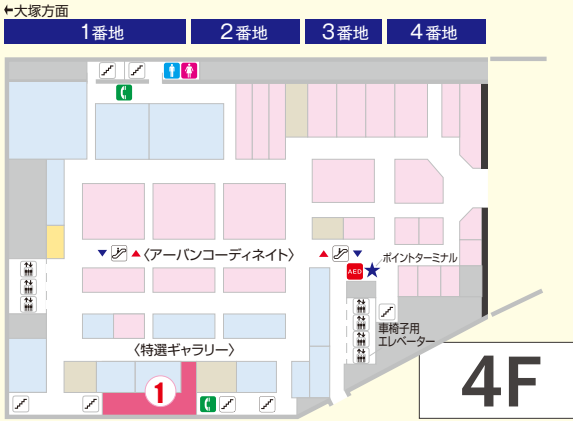 ←大塚方面
1番地
2番地
3番地
4番地
〈アーバンコーディネイト〉
ポイントターミナル
AED
車椅子用
エレベーター
〈特選ギャラリー〉
1
4F